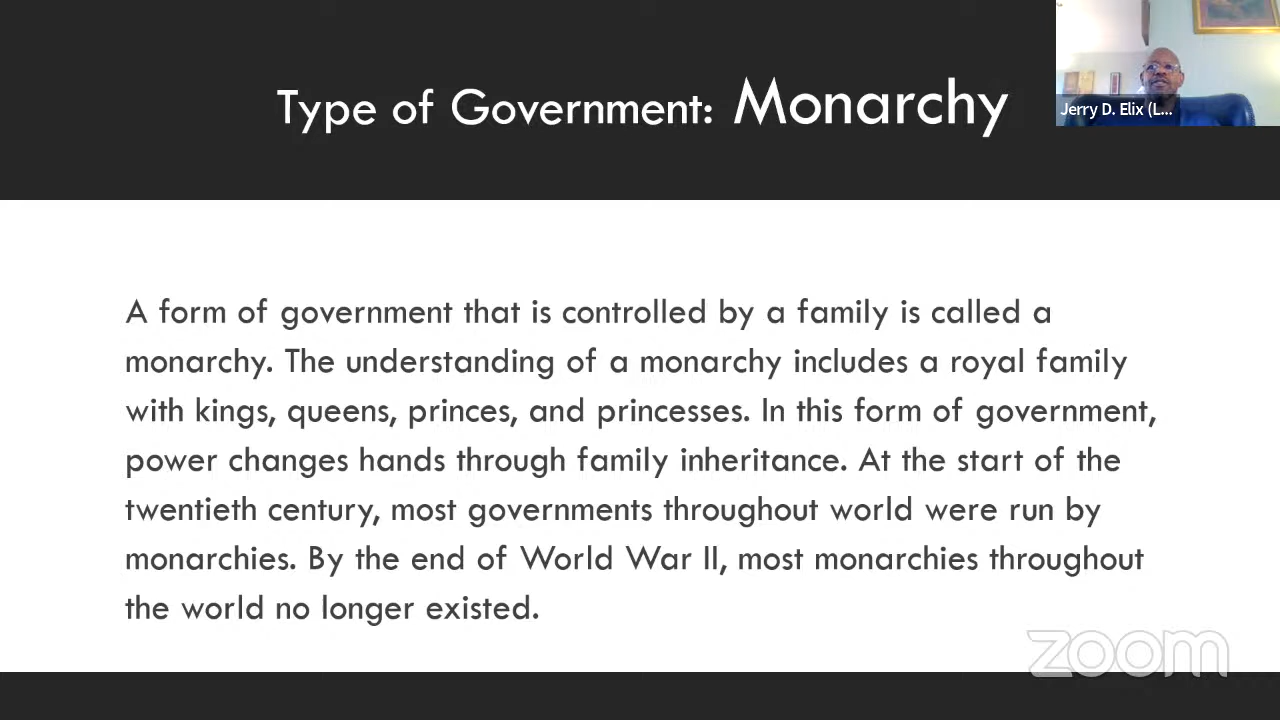 Type of Government: Monarchy
Jerry D. Elix (L...
A form of government that is controlled by a family is called a
monarchy. The understanding of a monarchy includes a royal family
with kings, queens, princes, and princesses. In this form of government,
power changes hands through family inheritance. At the start of the
twentieth century, most governments throughout world were run by
monarchies. By the end of World War II, most monarchies throughout
the world no longer existed.
zoom